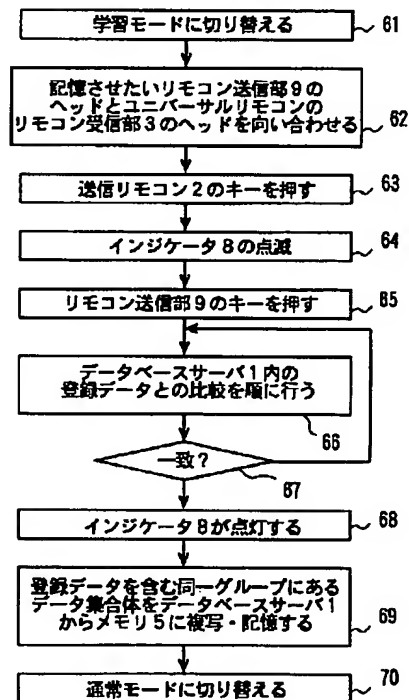 学習モードに切り替える
61
記憶させたいリモコン送信部9の
ヘッドとユニバーサルリモコンの
リモコン受信部3のヘッドを向い合わせる
62
送信リモコン2のキーを押す
63
インジケータ8の点滅
64
リモコン送信部9のキーを押す
65
データベースサーバ1内の
登録データとの比較を順に行う
66
一致?
67
インジケータ8が点灯する
68
登録データを含む同一グループにある
データ集合体をデータベースサーバ1
からメモリ5に複写・記憶する
69
通常モードに切り替える
70